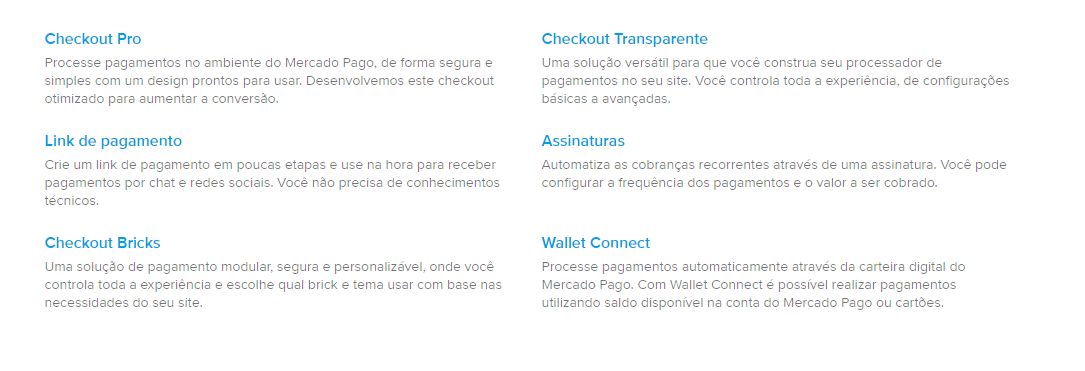 Checkout Pro
Processe pagamentos no ambiente do Mercado Pago, de forma segura e
simples com um design prontos para usar. Desenvolvemos este checkout
otimizado para aumentar a conversão.
Checkout Transparente
Uma solução versátil para que você construa seu processador de
pagamentos no seu site. Você controla toda a experiência, de configurações
básicas a avançadas.
Link de pagamento
Crie um link de pagamento em poucas etapas e use na hora para receber
pagamentos por chat e redes sociais. Você não precisa de conhecimentos
técnicos.
Assinaturas
Automatiza as cobranças recorrentes através de uma assinatura. Você pode
configurar a frequência dos pagamentos e o valor a ser cobrado.
Checkout Bricks
Uma solução de pagamento modular, segura e personalizável, onde você
controla toda a experiência e escolhe qual brick e tema usar com base nas
necessidades do seu site.
Wallet Connect
Processe pagamentos automaticamente através da carteira digital do
Mercado Pago. Com Wallet Connect é possível realizar pagamentos
utilizando saldo disponível na conta do Mercado Pago ou cartões.